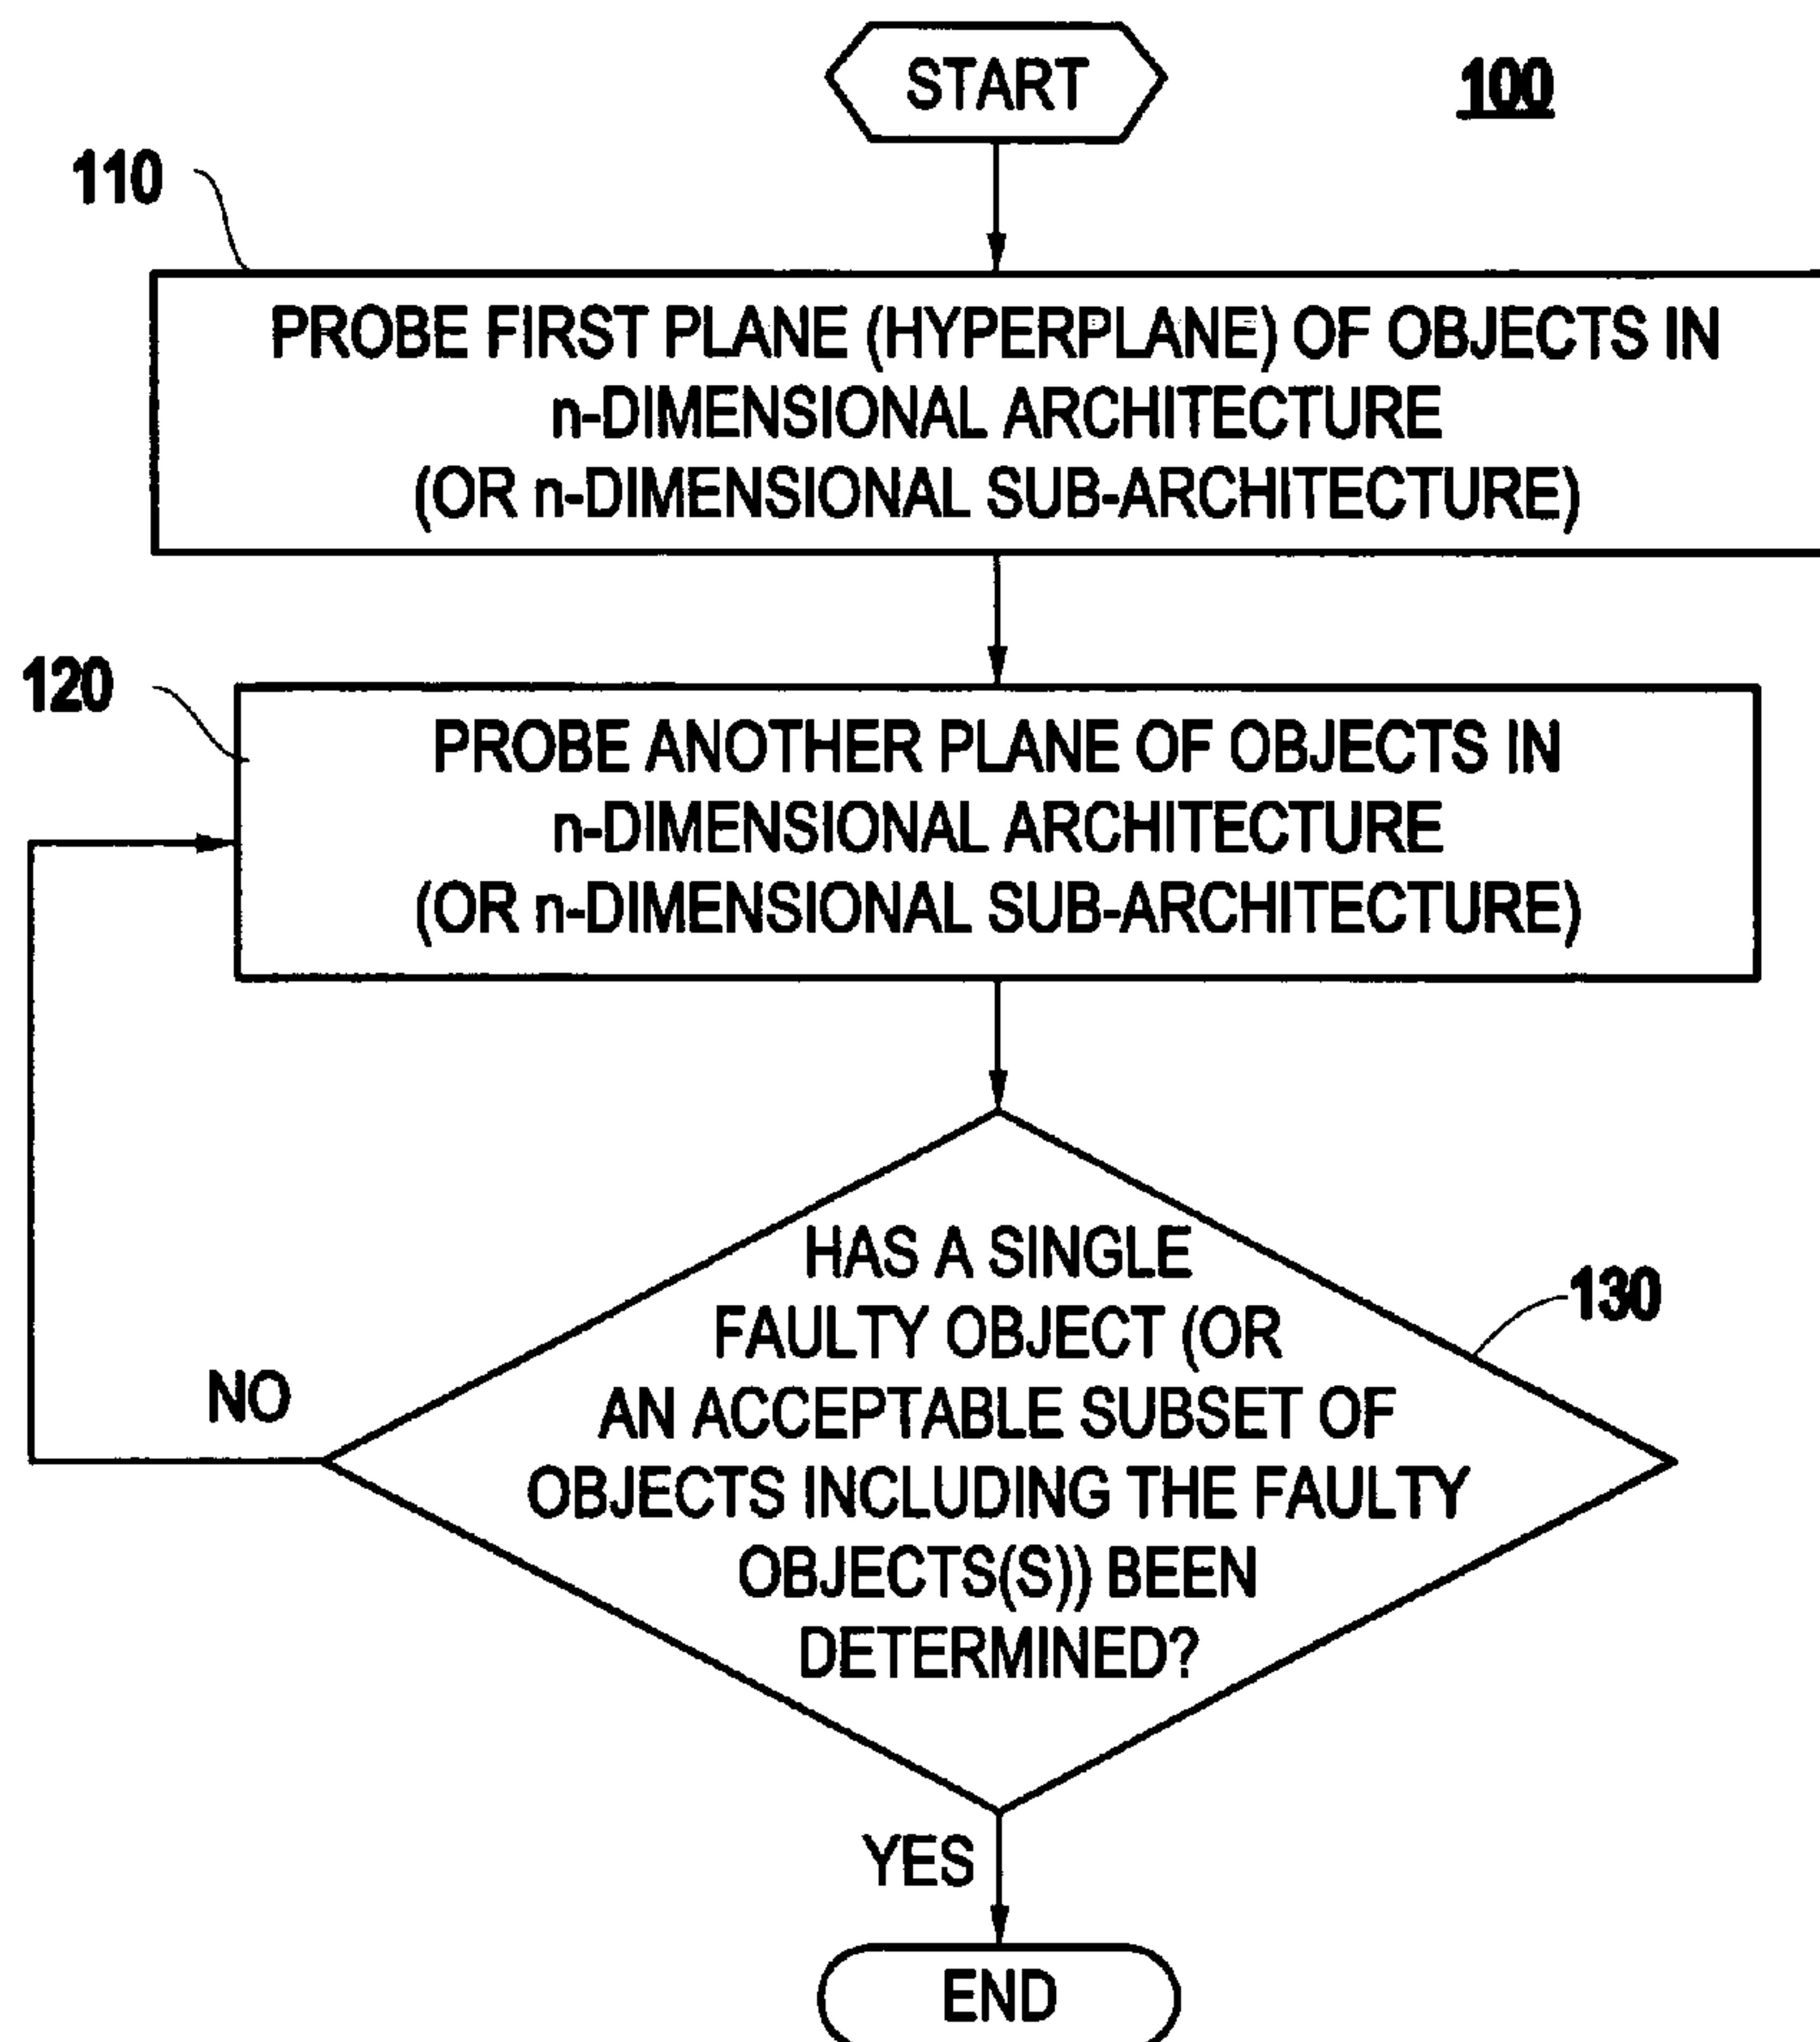 START
100
110
PROBE FIRST PLANE (HYPERPLANE) OF OBJECTS IN
n-DIMENSIONAL ARCHITECTURE
(OR n-DIMENSIONAL SUB-ARCHITECTURE)
120
PROBE ANOTHER PLANE OF OBJECTS IN
n-DIMENSIONAL ARCHITECTURE
(OR n-DIMENSIONAL SUB-ARCHITECTURE)
HAS A SINGLE
FAULTY OBJECT (OR
AN ACCEPTABLE SUBSET OF
OBJECTS INCLUDING THE FAULTY
OBJECTS(S)) BEEN
DETERMINED?
130
NO
YES
END